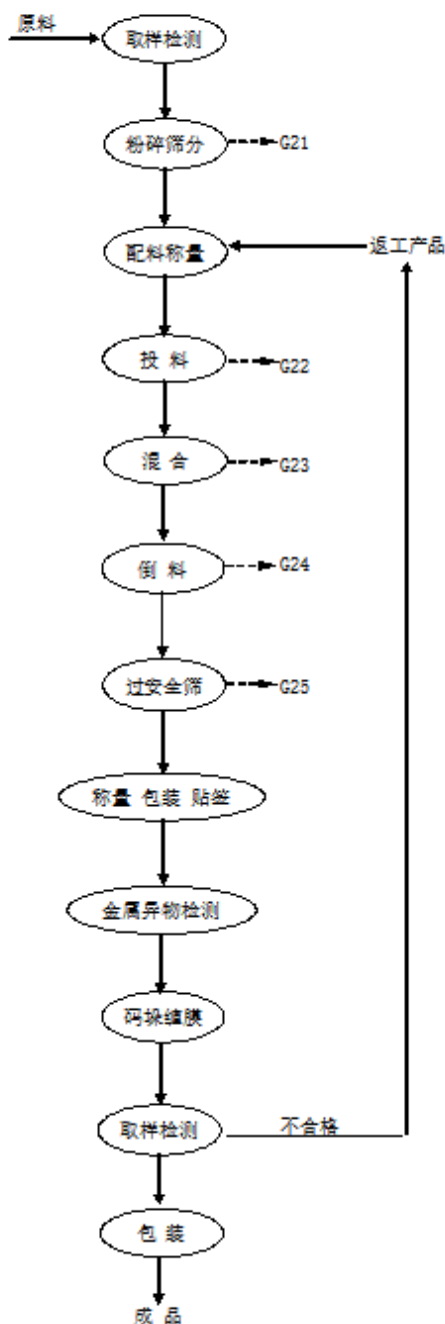 原料
取样检测
粉碎筛分
G21
配料称量
返工产品
投 料
G22
混 合
G23
倒 料
G24
过安全筛
G25
称量 包装 贴签
金属异物检测
码垛缠膜
取样检测
不合格
包 装
成 品